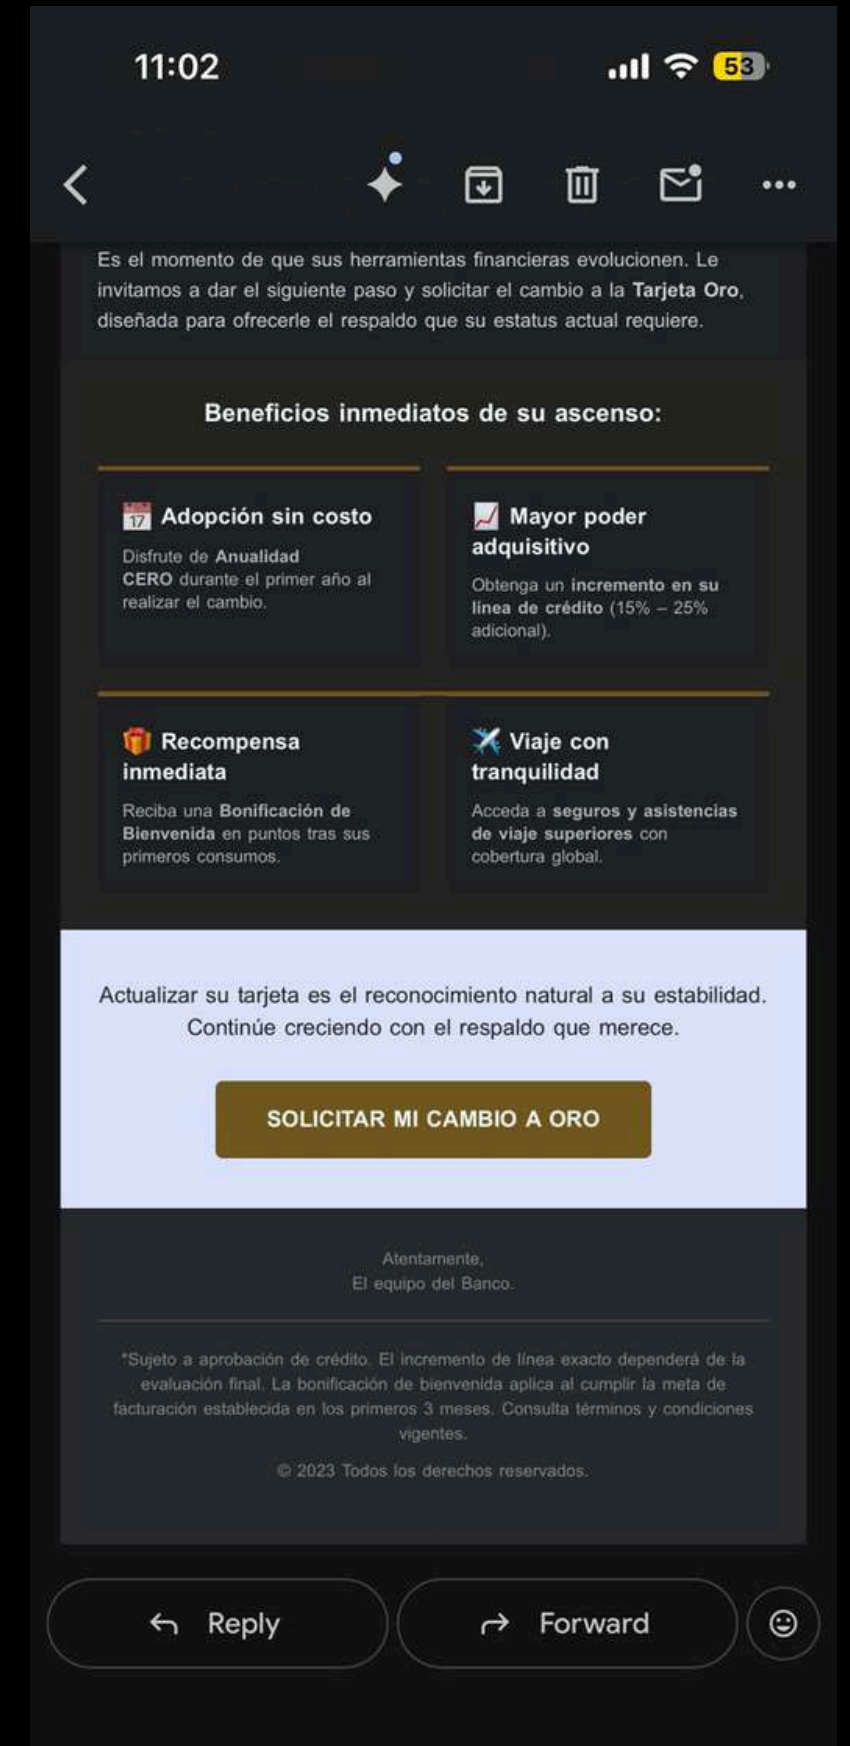 11:02
53
Es el momento de que sus herramientas financieras evolucionen. Le
invitamos a dar el siguiente paso y solicitar el cambio a la Tarjeta Oro,
diseñada para ofrecerle el respaldo que su estatus actual requiere.
Beneficios inmediatos de su ascenso:
17 Adopción sin costo
Disfrute de Anualidad
CERO durante el primer año al
realizar el cambio.
Mayor poder
adquisitivo
Obtenga un incremento en su
línea de crédito (15% – 25%
adicional).
Recompensa
inmediata
Reciba una Bonificación de
Bienvenida en puntos tras sus
primeros consumos.
Viaje con
tranquilidad
Acceda a seguros y asistencias
de viaje superiores con
cobertura global.
Actualizar su tarjeta es el reconocimiento natural a su estabilidad.
Continúe creciendo con el respaldo que merece.
SOLICITAR MI CAMBIO A ORO
Atentamente,
El equipo del Banco.
*Sujeto a aprobación de crédito. El incremento de línea exacto dependerá de la
evaluación final. La bonificación de bienvenida aplica al cumplir la meta de
facturación establecida en los primeros 3 meses. Consulta términos y condiciones
vigentes.
© 2023 Todos los derechos reservados.
Reply
Forward